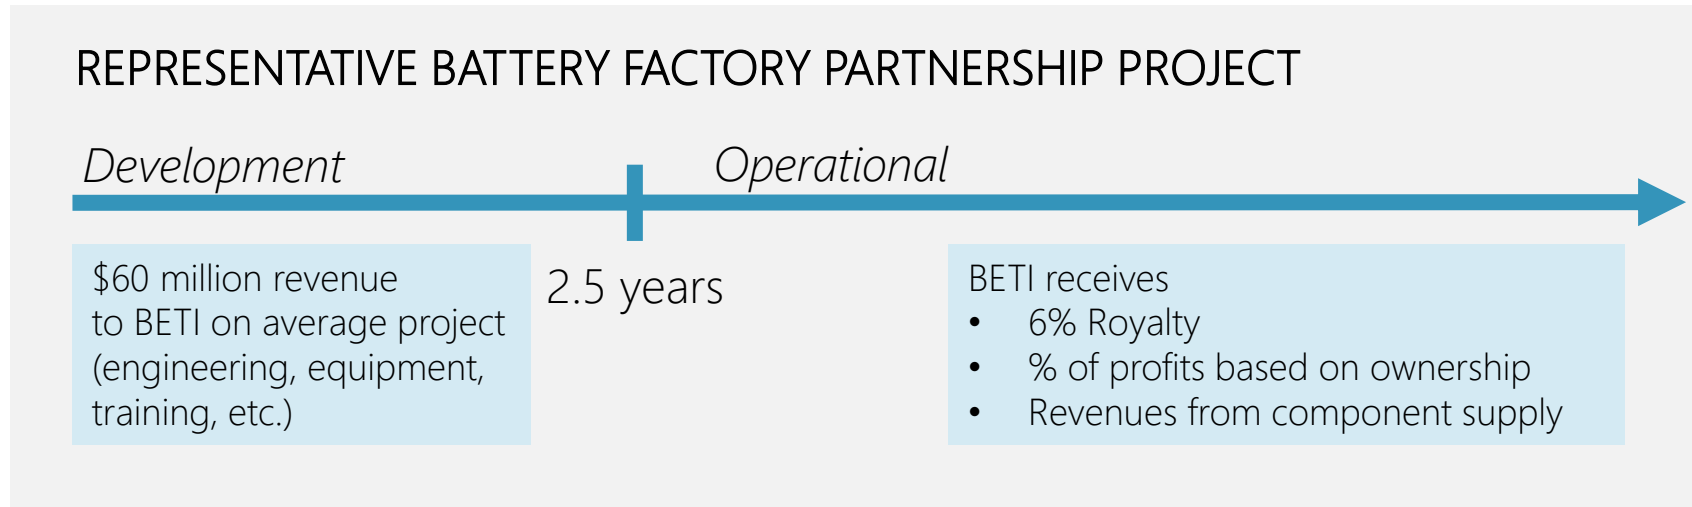 REPRESENTATIVE BATTERY FACTORY PARTNERSHIP PROJECT
Development
Operational
$60 million revenue
to BETI on average project
(engineering, equipment,
training, etc.)
2.5 years
BETI receives
• 6% Royalty
• % of profits based on ownership
• Revenues from component supply